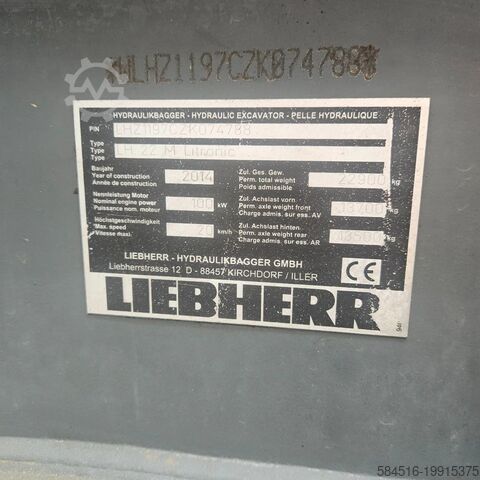 *WLHZ1197CZK074788*
HYDRAULIKBAGGER - HYDRAULIC EXCAVATOR - PELLE HYDRAULIQUE
PIN LHZ1197CZK074788
Type
Type LH 22 M Litronic
Type
Baujahr
Year of construction 2014
Année de construction
Zul. Ges. Gew.
Perm. total weight 22900 kg
Poids admissible
Nennleistung Motor
Nominal engine power 100 kW
Puissance nom. moteur
Zul. Achslast vorn
Perm. axle weight front 13700 kg
Charge admis. sur ess. AV
Höchstgeschwindigkeit
Max. speed 20 km/h
Vitesse maxi.
Zul. Achslast hinten
Perm. axle weight rear 13500 kg
Charge admis. sur ess. AR
LIEBHERR - HYDRAULIKBAGGER GMBH
Liebherrstrasse 12 D - 88457 KIRCHDORF / ILLER
CE
LIEBHERR
584516-19915375